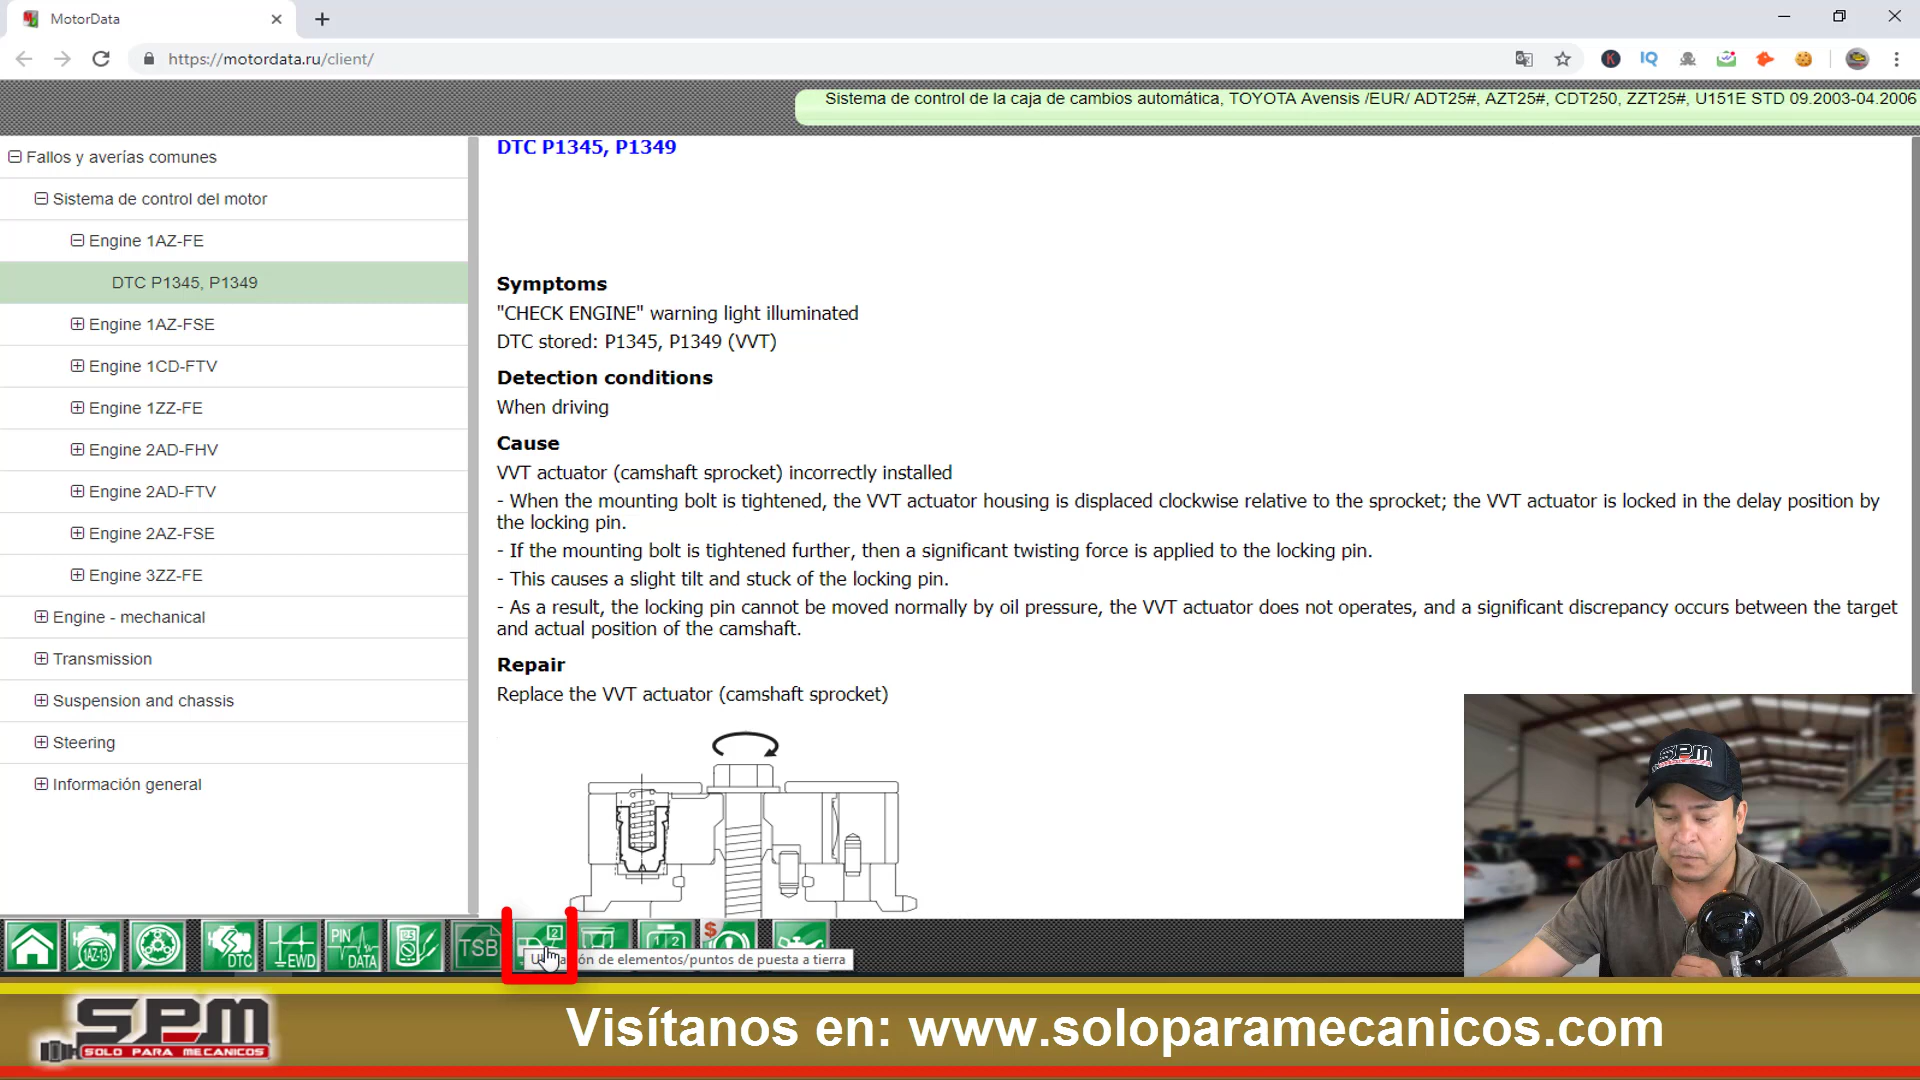 MotorData
https://motordata.ru/client/
K
IQ
Sistema de control de la caja de cambios automática, TOYOTA Avensis /EUR/ ADT25#, AZT25#, CDT250, ZZT25#, U151E STD 09.2003-04.2006
Fallos y averías comunes
Sistema de control del motor
Engine 1AZ-FE
DTC P1345, P1349
Engine 1AZ-FSE
Engine 1CD-FTV
Engine 1ZZ-FE
Engine 2AD-FHV
Engine 2AD-FTV
Engine 2AZ-FSE
Engine 3ZZ-FE
Engine - mechanical
Transmission
Suspension and chassis
Steering
Información general
DTC P1345, P1349
Symptoms
"CHECK ENGINE" warning light illuminated
DTC stored: P1345, P1349 (VVT)
Detection conditions
When driving
Cause
VVT actuator (camshaft sprocket) incorrectly installed
- When the mounting bolt is tightened, the VVT actuator housing is displaced clockwise relative to the sprocket; the VVT actuator is locked in the delay position by
the locking pin.
- If the mounting bolt is tightened further, then a significant twisting force is applied to the locking pin.
- This causes a slight tilt and stuck of the locking pin.
- As a result, the locking pin cannot be moved normally by oil pressure, the VVT actuator does not operates, and a significant discrepancy occurs between the target
and actual position of the camshaft.
Repair
Replace the VVT actuator (camshaft sprocket)
SPM
1AZ-13
DTC
EWD
PIN
DATA
TSB
2
1 2
$
de elementos/puntos de puesta a tierra
SPM
SOLO PARA MECANICOS
Visítanos en: www.soloparamecanicos.com